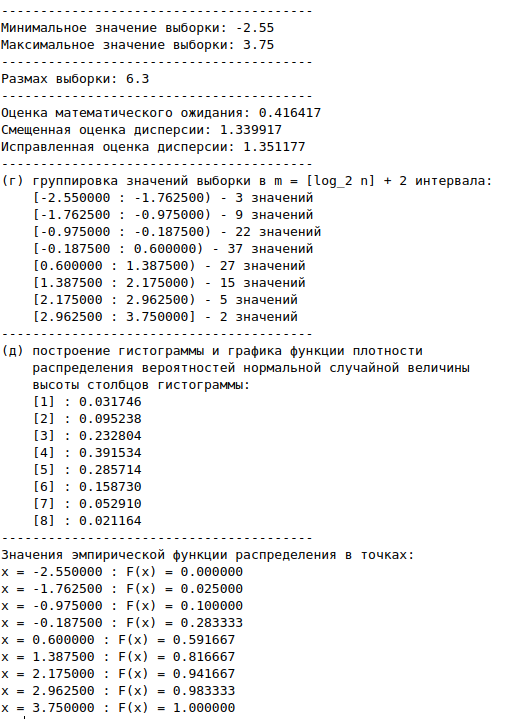 ----------------------------------------
Минимальное значение выборки: -2.55
Максимальное значение выборки: 3.75
----------------------------------------
Размах выборки: 6.3
----------------------------------------
Оценка математического ожидания: 0.416417
Смещенная оценка дисперсии: 1.339917
Исправленная оценка дисперсии: 1.351177
----------------------------------------
(г) группировка значений выборки в m = [log_2 n] + 2 интервала:
    [-2.550000 : -1.762500) - 3 значений
    [-1.762500 : -0.975000) - 9 значений
    [-0.975000 : -0.187500) - 22 значений
    [-0.187500 : 0.600000) - 37 значений
    [0.600000 : 1.387500) - 27 значений
    [1.387500 : 2.175000) - 15 значений
    [2.175000 : 2.962500) - 5 значений
    [2.962500 : 3.750000] - 2 значений
----------------------------------------
(д) построение гистограммы и графика функции плотности
    распределения вероятностей нормальной случайной величины
    высоты столбцов гистограммы:
    [1] : 0.031746
    [2] : 0.095238
    [3] : 0.232804
    [4] : 0.391534
    [5] : 0.285714
    [6] : 0.158730
    [7] : 0.052910
    [8] : 0.021164
----------------------------------------
Значения эмпирической функции распределения в точках:
x = -2.550000 : F(x) = 0.000000
x = -1.762500 : F(x) = 0.025000
x = -0.975000 : F(x) = 0.100000
x = -0.187500 : F(x) = 0.283333
x = 0.600000 : F(x) = 0.591667
x = 1.387500 : F(x) = 0.816667
x = 2.175000 : F(x) = 0.941667
x = 2.962500 : F(x) = 0.983333
x = 3.750000 : F(x) = 1.000000